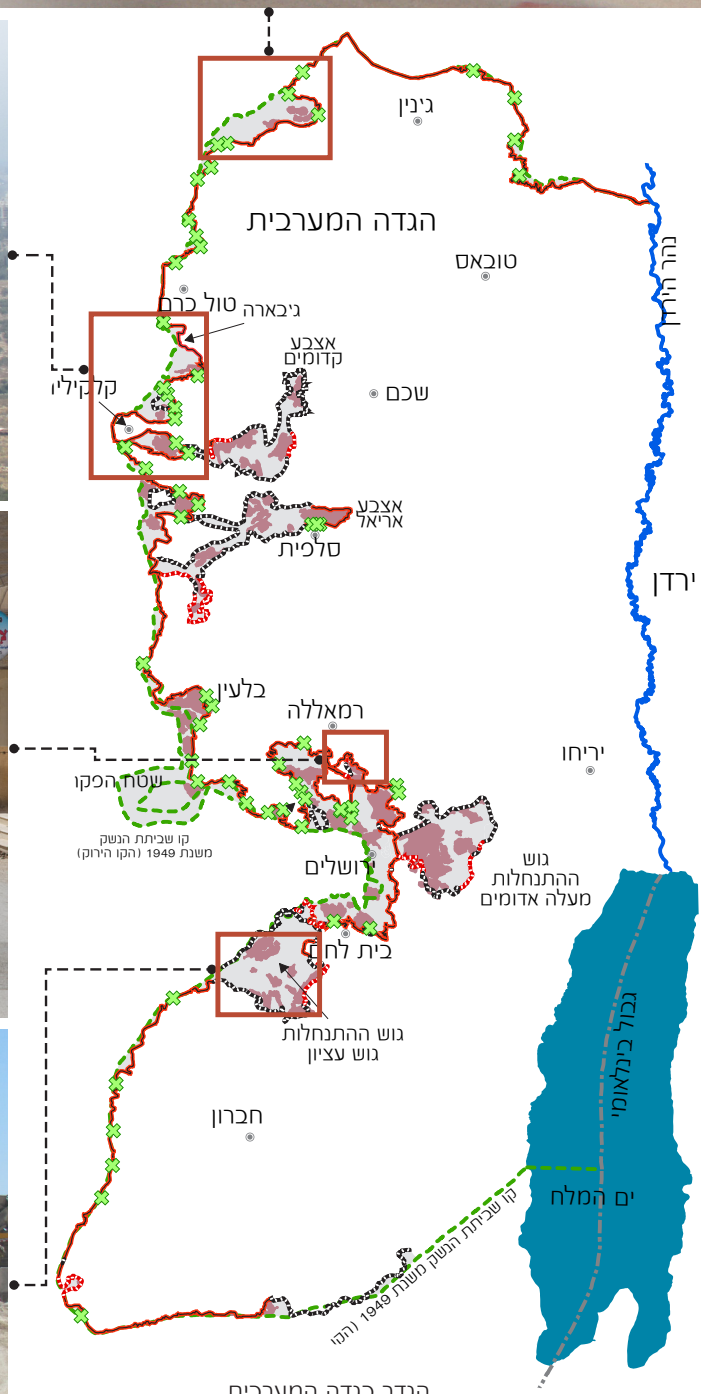 ג׳נין
הגדה המערבית
טובאס
נהר הירדן
טול כרם
ג׳בארה
אצבע
קדומים
שכם
קלקיליה
אצבע
אריאל
סלפית
ירדן
בלעין
רמאללה
יריחו
שטח הפקר
קו שביתת הנשק
משנת 1949 (הקו הירוק)
ירושלים
גוש
ההתנחלות
מעלה אדומים
בית לחם
גוש ההתנחלות
גוש עציון
גבול בינלאומי
חברון
ים המלח
קו שביתת הנשק משנת 1949 (הקו